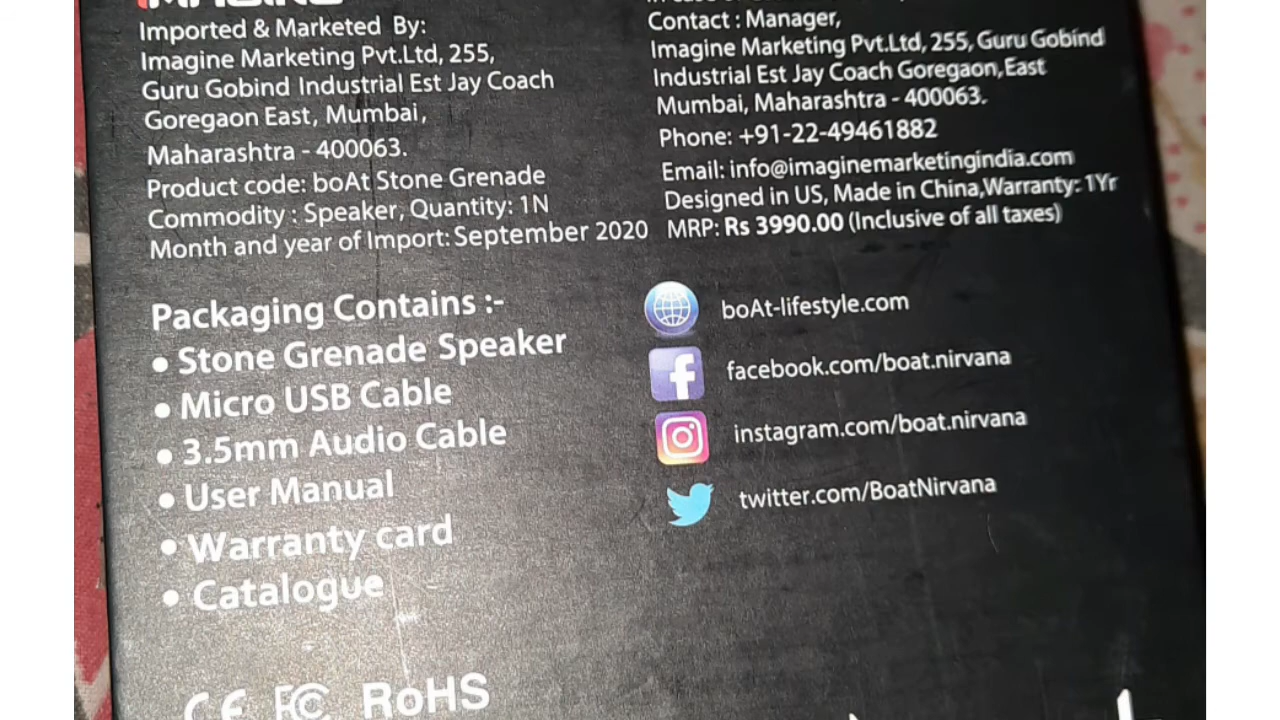 Imported & Marketed By:
Imagine Marketing Pvt.Ltd, 255,
Guru Gobind Industrial Est Jay Coach
Goregaon East, Mumbai,
Maharashtra - 400063.
Product code: boAt Stone Grenade
Commodity : Speaker, Quantity: 1N
Month and year of Import: September 2020
Contact : Manager,
Imagine Marketing Pvt.Ltd, 255, Guru Gobind
Industrial Est Jay Coach Goregaon,East
Mumbai, Maharashtra - 400063.
Phone: +91-22-49461882
Email: info@imaginemarketingindia.com
Designed in US, Made in China,Warranty: 1Yr
MRP: Rs 3990.00 (Inclusive of all taxes)
Packaging Contains :-
• Stone Grenade Speaker
• Micro USB Cable
• 3.5mm Audio Cable
• User Manual
• Warranty card
• Catalogue
boAt-lifestyle.com
facebook.com/boat.nirvana
instagram.com/boat.nirvana
twitter.com/BoatNirvana
CE FC RoHS